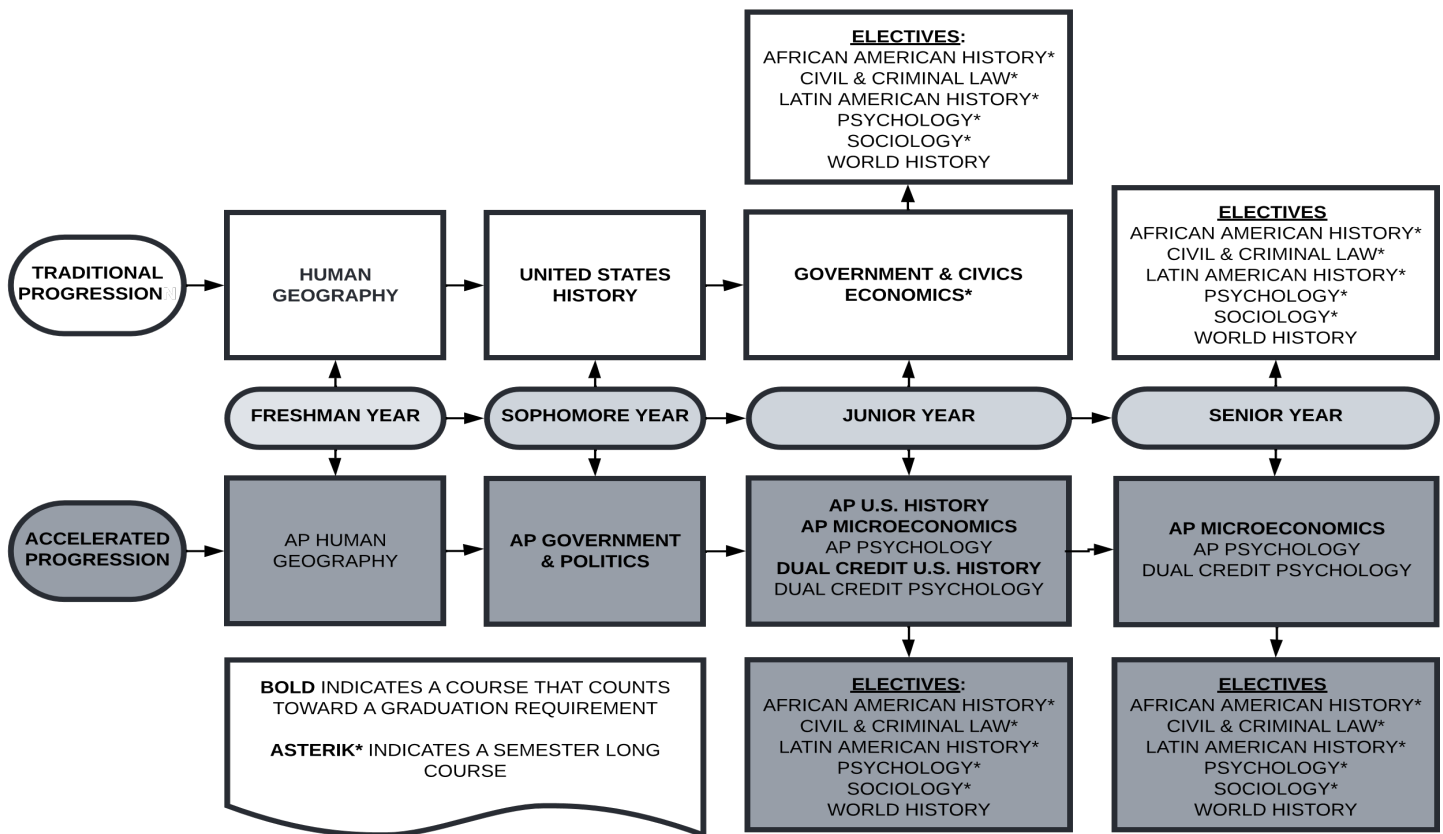 ELECTIVES:
AFRICAN AMERICAN HISTORY*
CIVIL & CRIMINAL LAW*
LATIN AMERICAN HISTORY*
PSYCHOLOGY*
SOCIOLOGY*
WORLD HISTORY
TRADITIONAL
PROGRESSIONN
HUMAN
GEOGRAPHY
UNITED STATES
HISTORY
GOVERNMENT & CIVICS
ECONOMICS*
ELECTIVES
AFRICAN AMERICAN HISTORY*
CIVIL & CRIMINAL LAW*
LATIN AMERICAN HISTORY*
PSYCHOLOGY*
SOCIOLOGY*
WORLD HISTORY
FRESHMAN YEAR
SOPHOMORE YEAR
JUNIOR YEAR
SENIOR YEAR
ACCELERATED
PROGRESSION
AP HUMAN
GEOGRAPHY
AP GOVERNMENT
& POLITICS
AP U.S. HISTORY
AP MICROECONOMICS
AP PSYCHOLOGY
DUAL CREDIT U.S. HISTORY
DUAL CREDIT PSYCHOLOGY
AP MICROECONOMICS
AP PSYCHOLOGY
DUAL CREDIT PSYCHOLOGY
BOLD INDICATES A COURSE THAT COUNTS
TOWARD A GRADUATION REQUIREMENT
ASTERIK* INDICATES A SEMESTER LONG
COURSE
ELECTIVES:
AFRICAN AMERICAN HISTORY*
CIVIL & CRIMINAL LAW*
LATIN AMERICAN HISTORY*
PSYCHOLOGY*
SOCIOLOGY*
WORLD HISTORY
ELECTIVES
AFRICAN AMERICAN HISTORY*
CIVIL & CRIMINAL LAW*
LATIN AMERICAN HISTORY*
PSYCHOLOGY*
SOCIOLOGY*
WORLD HISTORY